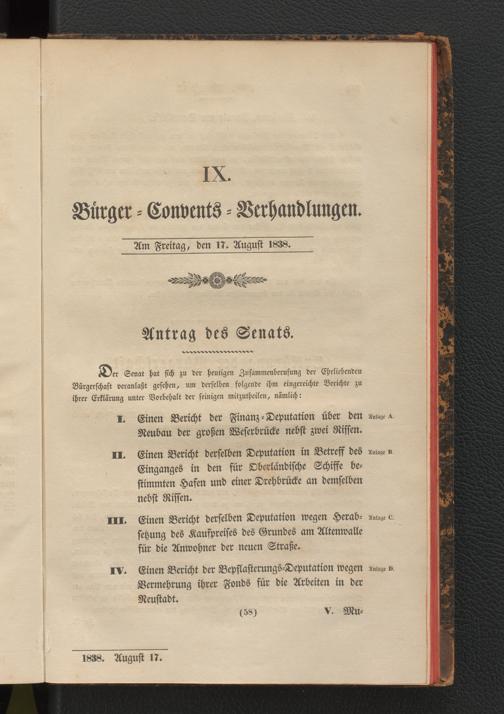 IX.
Bürger-Convents-Verhandlungen.
Am Freitag, den 17. August 1838.
Antrag des Senats.
Der Senat hat sich zu der heutigen Zusammenberufung der Ehrliebenden
Bürgerschaft veranlaßt gesehen, um derselben folgende ihm eingereichte Berichte zu
ihrer Erklärung unter Vorbehalt der seinigen mitzutheilen, nämlich:
I. Einen Bericht der Finanz-Deputation über den Anlage A.
Neubau der großen Weserbrücke nebst zwei Rissen.
II. Einen Bericht derselben Deputation in Betreff des Anlage B.
Einganges in den für Oberländische Schiffe be-
stimmten Hafen und einer Drehbrücke an demselben
nebst Rissen.
III. Einen Bericht derselben Deputation wegen Herab- Anlage C.
setzung des Kaufpreises des Grundes am Altenwalle
für die Anwohner der neuen Straße.
IV. Einen Bericht der Bepflasterungs-Deputation wegen Anlage D.
Vermehrung ihrer Fonds für die Arbeiten in der
Neustadt.
(58) V. Mu-
1838. August 17.